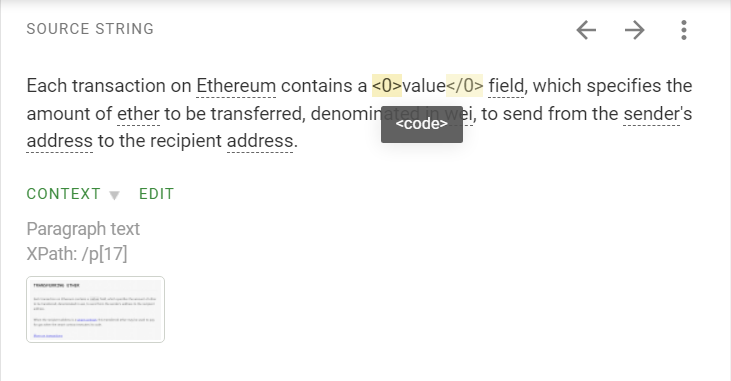 SOURCE STRING
Each transaction on Ethereum contains a <0>value</0> field, which specifies the
amount of ether to be transferred, denominated in wei, to send from the sender's
<code>
address to the recipient address.
CONTEXT EDIT
Paragraph text
XPath: /p[17]
TRANSFERRING ETHER